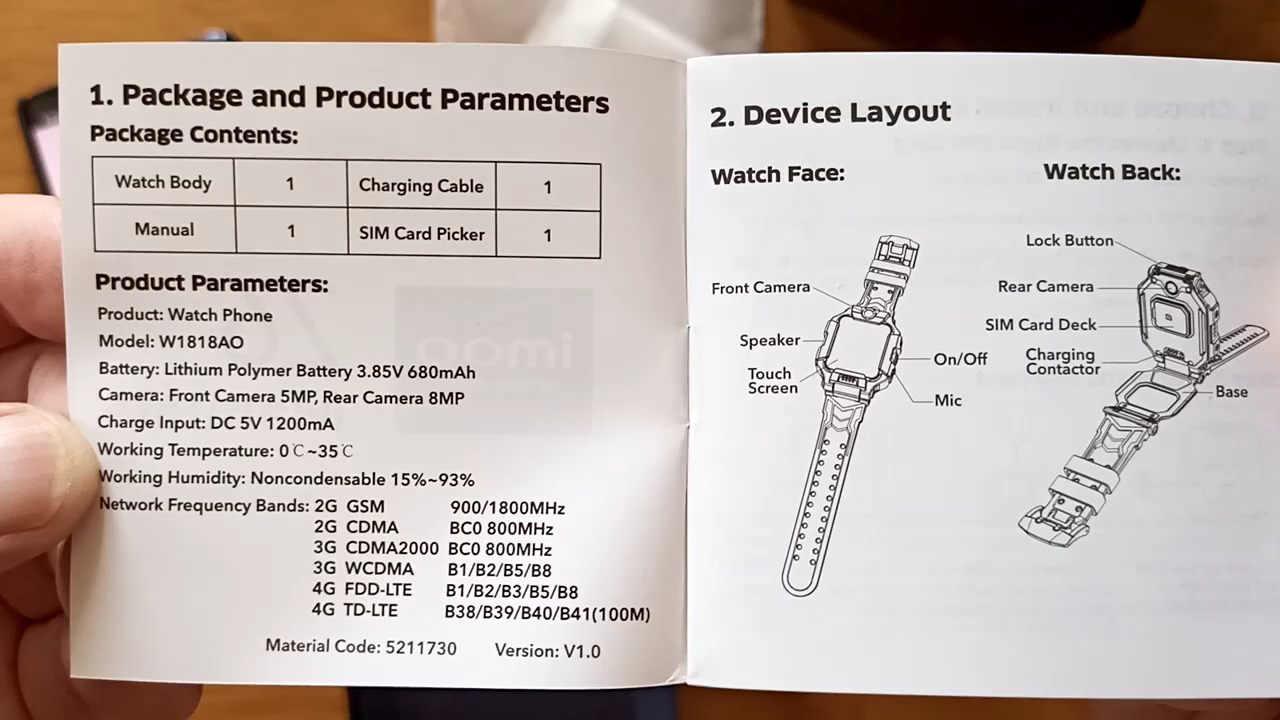 1. Package and Product Parameters
Package Contents:
Watch Body 1 Charging Cable 1
Manual 1 SIM Card Picker 1
Product Parameters:
Product: Watch Phone
Model: W1818AO
Battery: Lithium Polymer Battery 3.85V 680mAh
Camera: Front Camera 5MP, Rear Camera 8MP
Charge Input: DC 5V 1200mA
Working Temperature: 0℃~35℃
Working Humidity: Noncondensable 15%~93%
Network Frequency Bands: 2G GSM 900/1800MHz
2G CDMA BC0 800MHz
3G CDMA2000 BC0 800MHz
3G WCDMA B1/B2/B5/B8
4G FDD-LTE B1/B2/B3/B5/B8
4G TD-LTE B38/B39/B40/B41(100M)
Material Code: 5211730 Version: V1.0
2. Device Layout
Watch Face:
Front Camera
Speaker
Touch
Screen
On/Off
Mic
Watch Back:
Lock Button
Rear Camera
SIM Card Deck
Charging
Contactor
Base